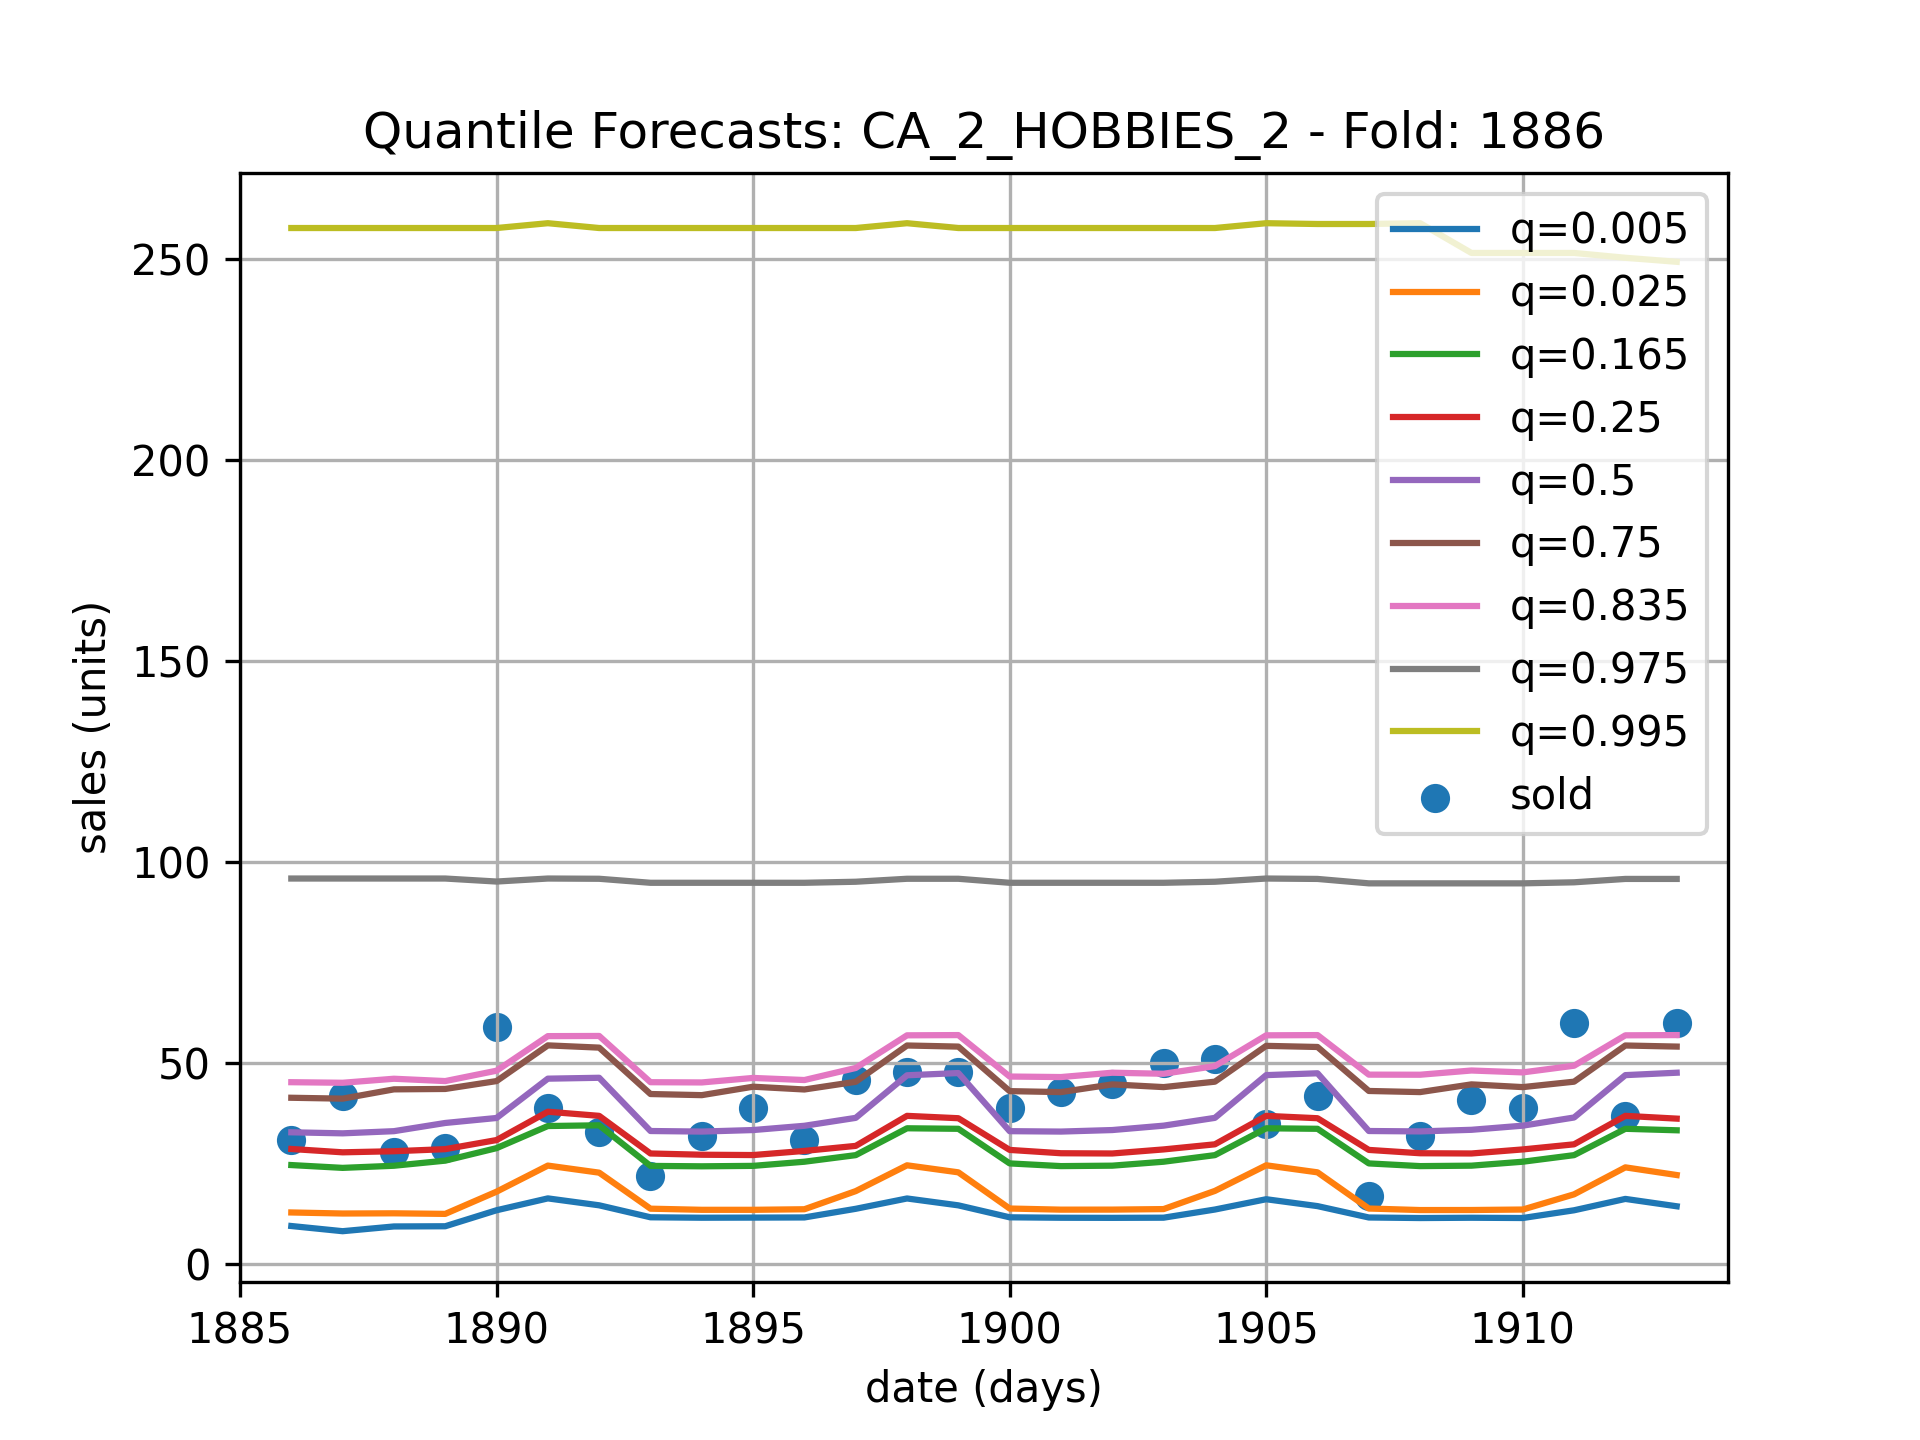 Quantile Forecasts: CA_2_HOBBIES_2 - Fold: 1886
250
200
150
100
50
0
sales (units)
q=0.005
q=0.025
q=0.165
q=0.25
q=0.5
q=0.75
q=0.835
q=0.975
q=0.995
sold
1885 1890 1895 1900 1905 1910
date (days)